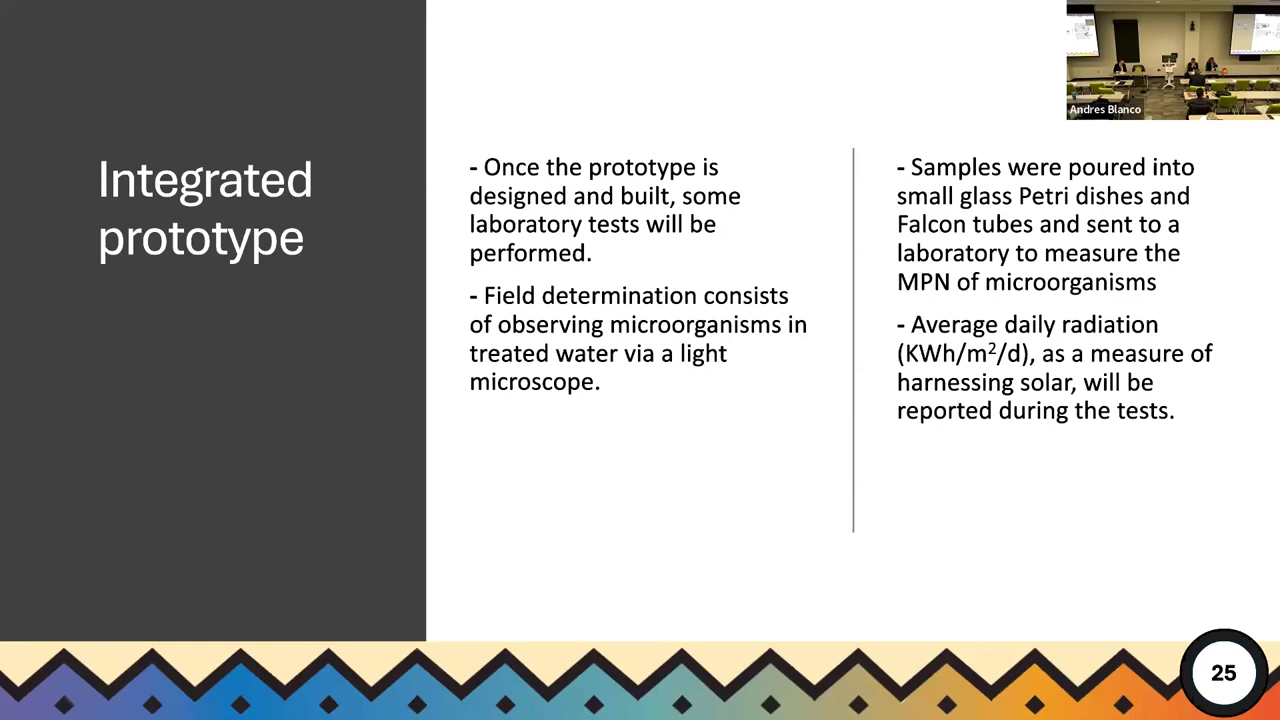 Integrated
prototype
- Once the prototype is
designed and built, some
laboratory tests will be
performed.
- Field determination consists
of observing microorganisms in
treated water via a light
microscope.
- Samples were poured into
small glass Petri dishes and
Falcon tubes and sent to a
laboratory to measure the
MPN of microorganisms
- Average daily radiation
(KWh/m²/d), as a measure of
harnessing solar, will be
reported during the tests.
Andres Blanco
25